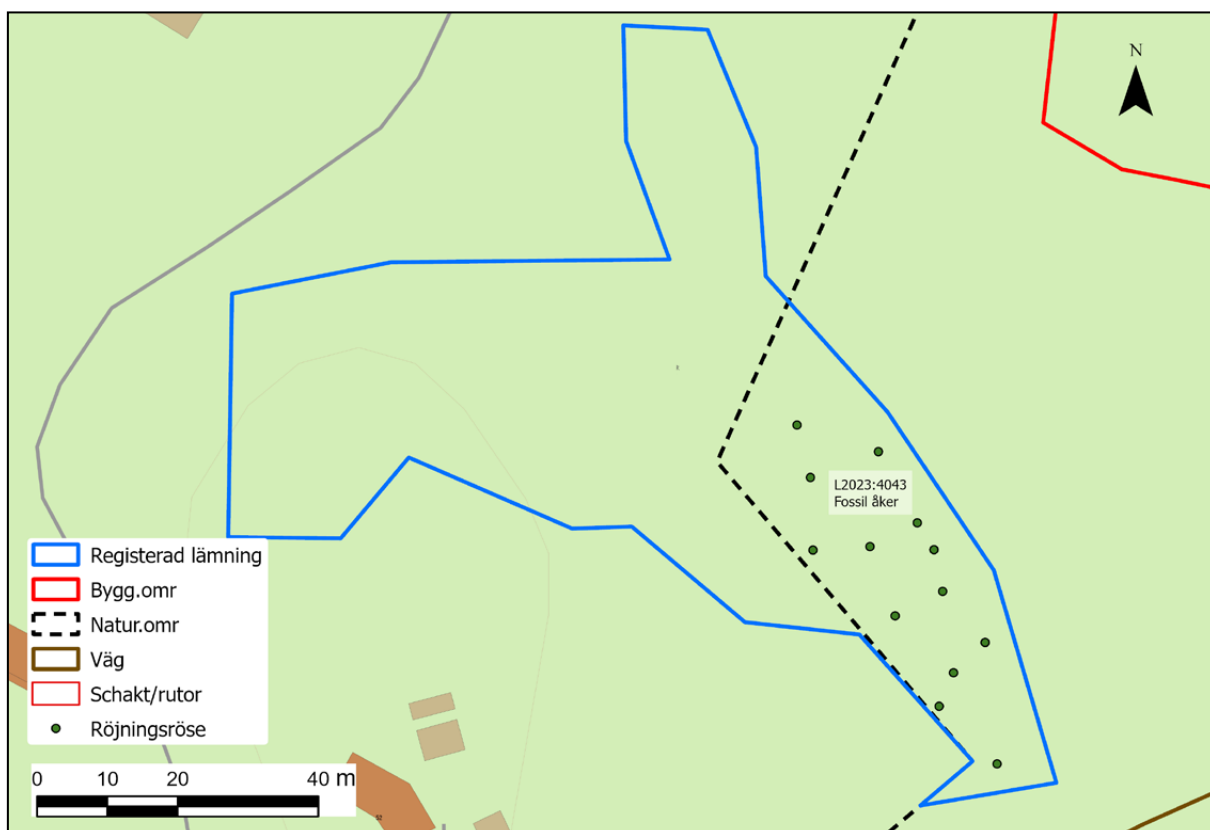 N
L2023:4043
Fossil åker
Registerad lämning
Bygg.omr
Natur.omr
Väg
Schakt/rutor
Röjningsröse
0 10 20 40 m